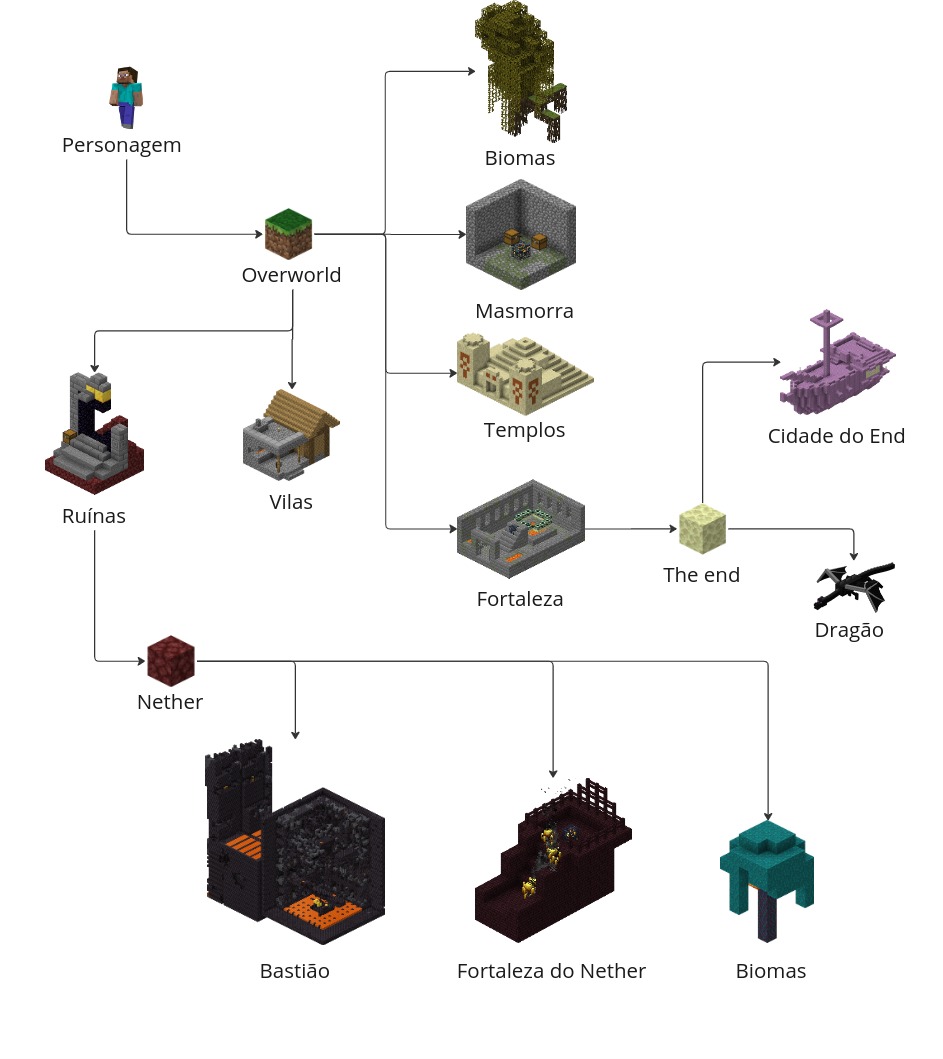 Personagem
Biomas
Overworld
Masmorra
Templos
Cidade do End
Ruínas
Vilas
Fortaleza
The end
Dragão
Nether
Bastião
Fortaleza do Nether
Biomas